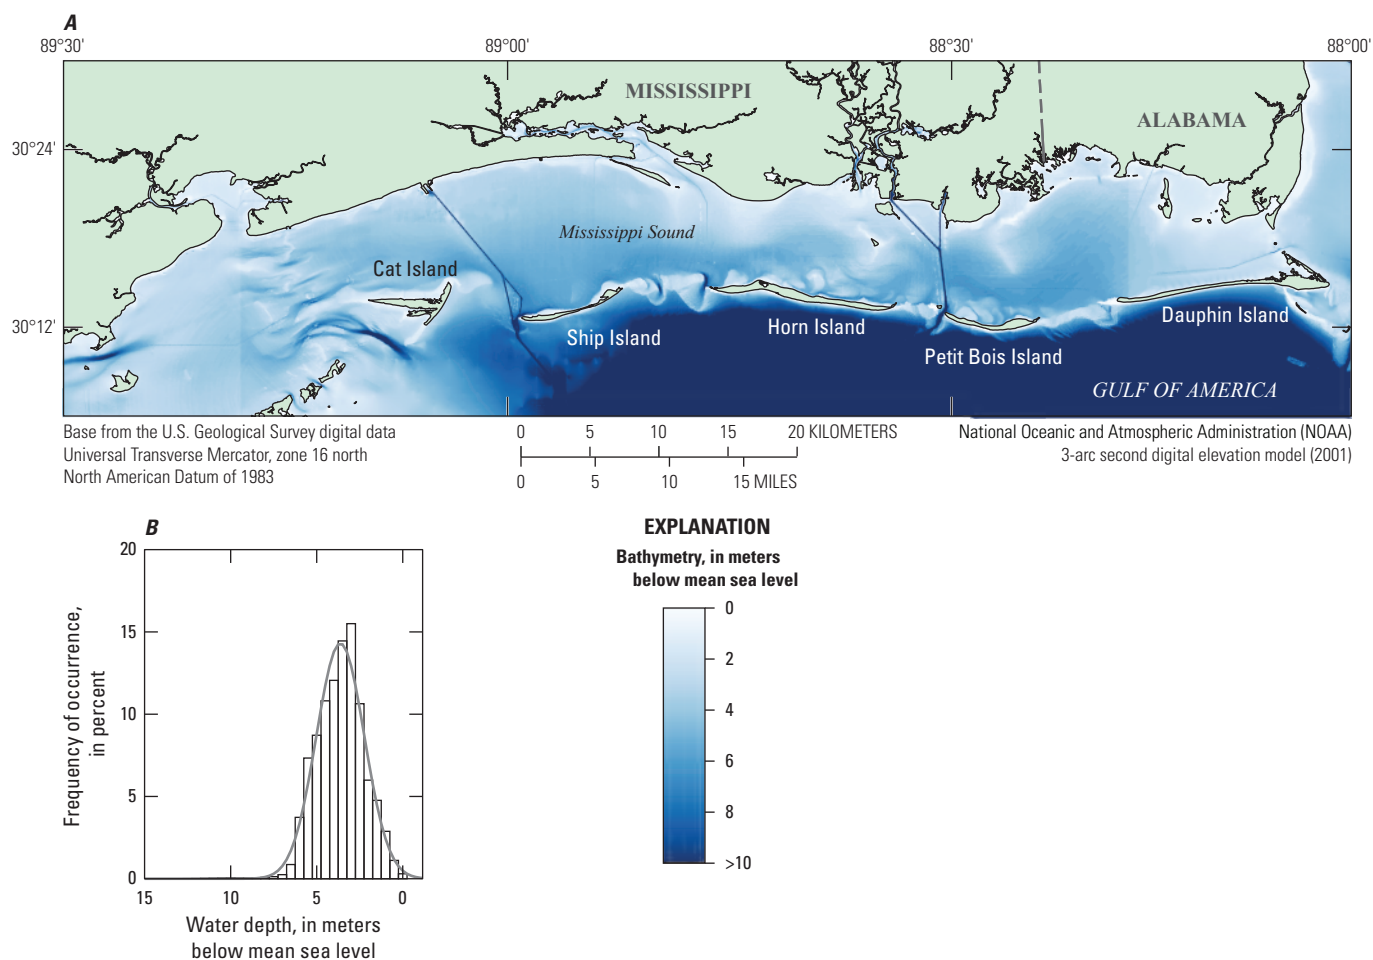 A
89°30'
89°00'
88°30'
88°00'
MISSISSIPPI
ALABAMA
30°24'
Mississippi Sound
Cat Island
30°12'
Ship Island
Horn Island
Petit Bois Island
Dauphin Island
GULF OF AMERICA
Base from the U.S. Geological Survey digital data
Universal Transverse Mercator, zone 16 north
North American Datum of 1983
0 5 10 15 20 KILOMETERS
0 5 10 15 MILES
National Oceanic and Atmospheric Administration (NOAA)
3-arc second digital elevation model (2001)
B
20
15
10
5
0
Frequency of occurrence,
in percent
15 10 5 0
Water depth, in meters
below mean sea level
EXPLANATION
Bathymetry, in meters
below mean sea level
0
2
4
6
8
>10